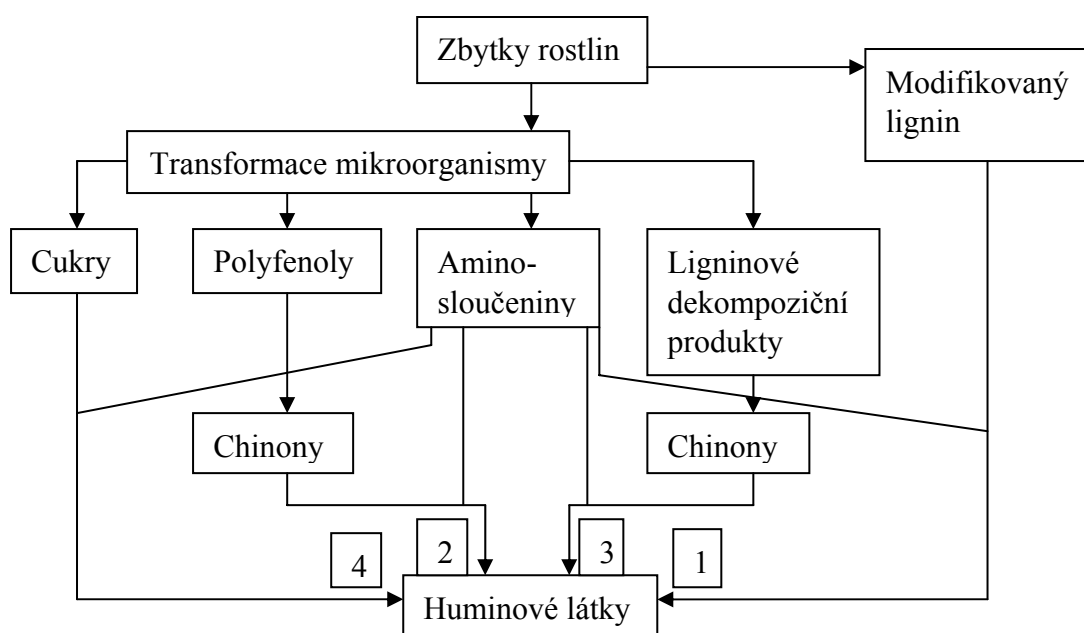 Zbytky rostlin
Modifikovaný
lignin
Transformace mikroorganismy
Cukry
Polyfenoly
Amino-
sloučeniny
Ligninové
dekompoziční
produkty
Chinony
Chinony
4
2
3
1
Huminové látky